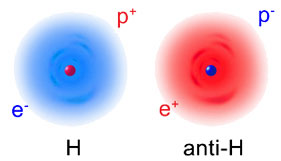 p⁺ p⁻
e⁻ e⁺
H anti-H